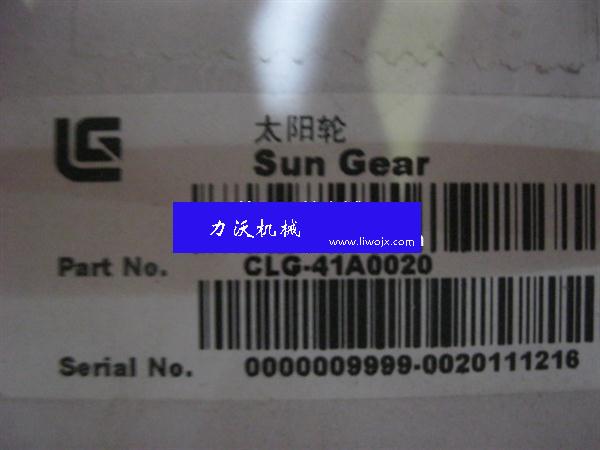 LG
太阳轮
Sun Gear
力沃机械
www.liwojx.com
Part No. CLG-41A0020
Serial No. 0000009999-0020111216